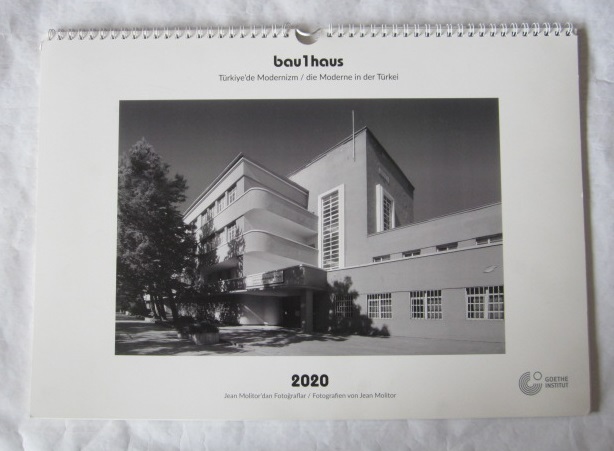 bau1haus
Türkiye'de Modernizm / die Moderne in der Türkei
2020
Jean Molitor'dan Fotoğraflar / Fotografien von Jean Molitor
GOETHE
INSTITUT